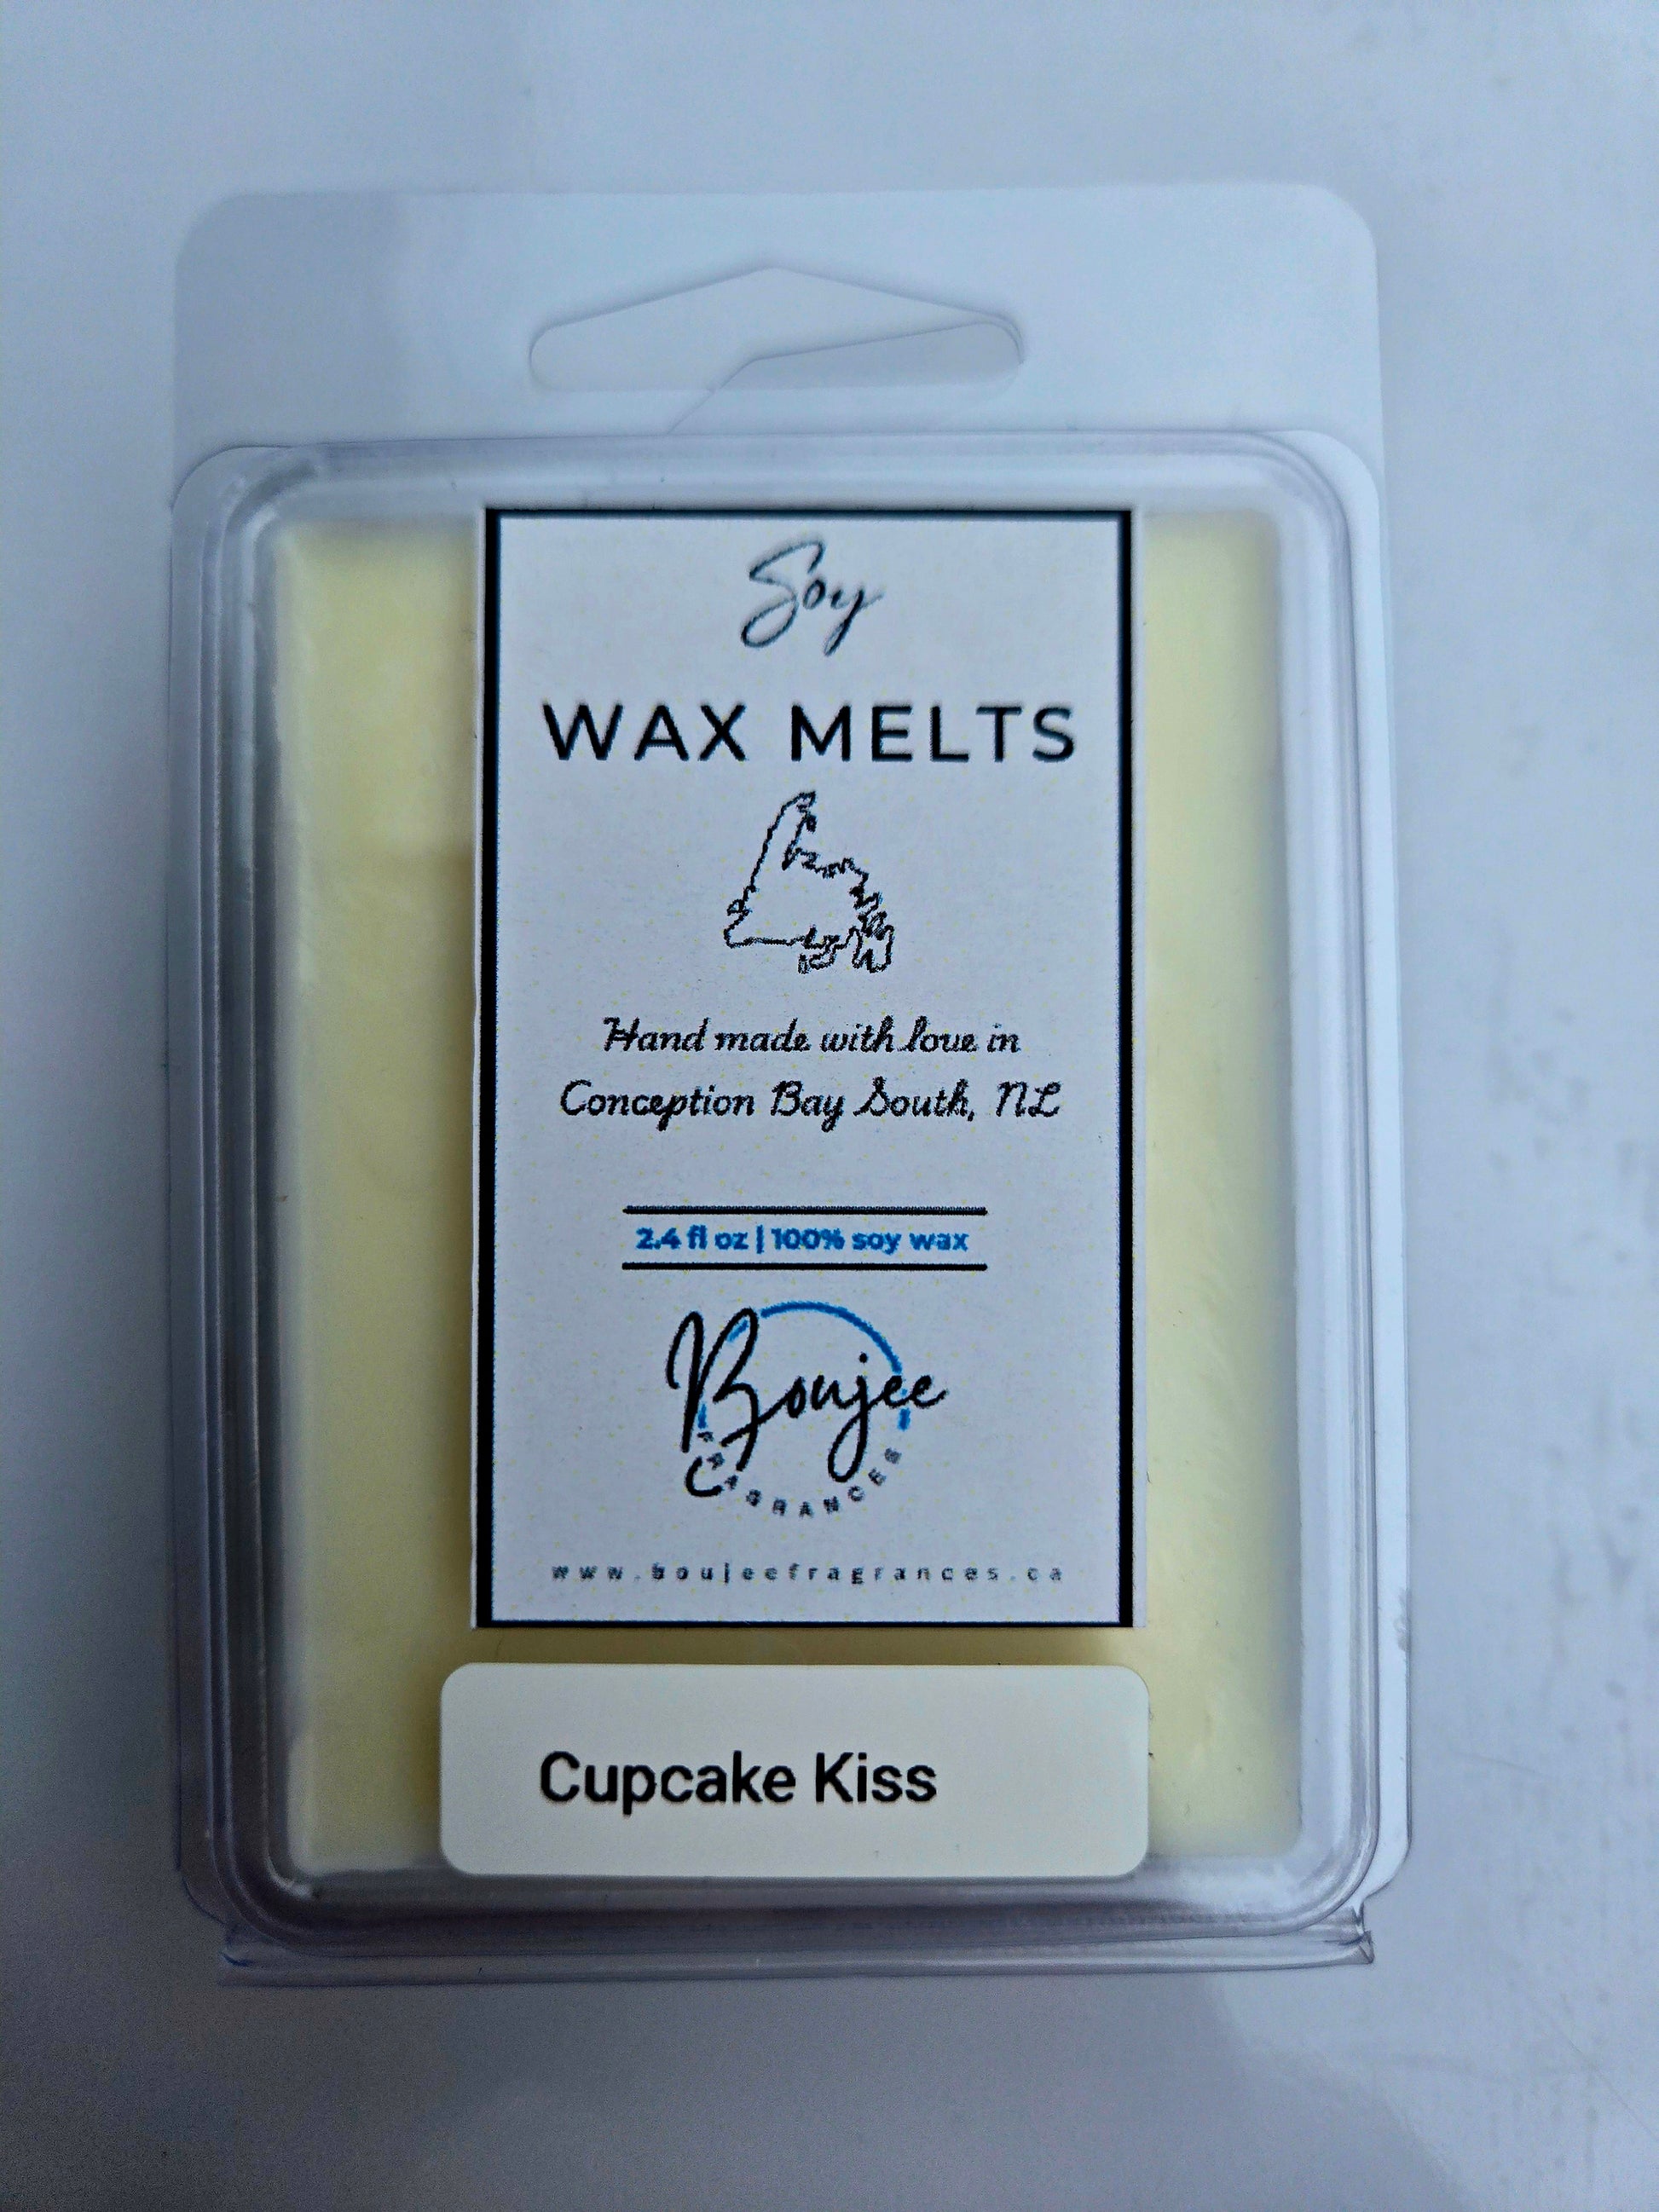 Soy
WAX MELTS
Hand made with love in
Conception Bay South, NL
2.4 fl oz | 100% soy wax
Boujee
FRAGRANCES
www.boujeefragrances.ca
Cupcake Kiss